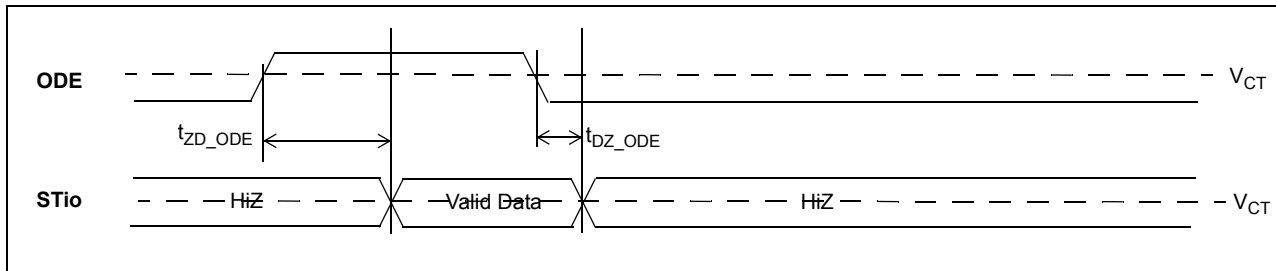 ODE
V_CT
t_ZD_ODE
t_DZ_ODE
STio
HiZ
Valid Data
HiZ
V_CT